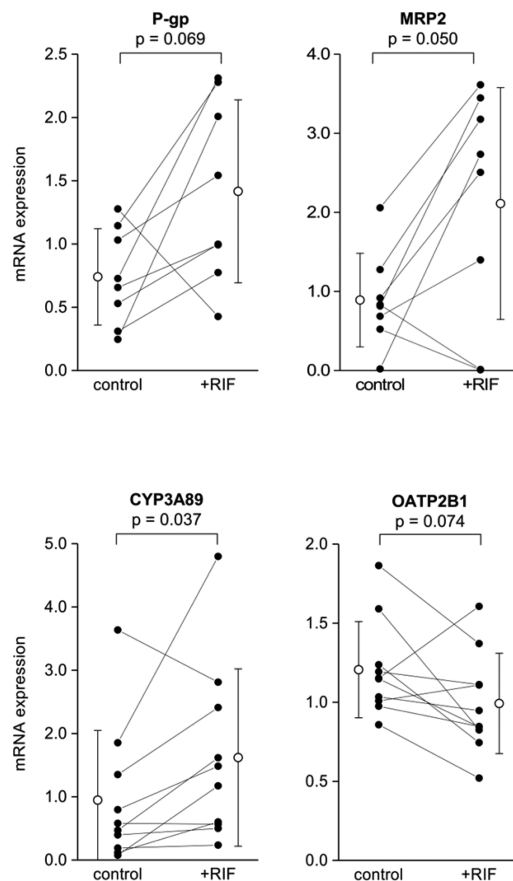 P-gp
p = 0.069
mRNA expression
2.5
2.0
1.5
1.0
0.5
0.0
control
+RIF
MRP2
p = 0.050
4.0
3.0
2.0
1.0
0.0
control
+RIF
CYP3A89
p = 0.037
mRNA expression
5.0
4.0
3.0
2.0
1.0
0.0
control
+RIF
OATP2B1
p = 0.074
2.0
1.5
1.0
0.5
0.0
control
+RIF